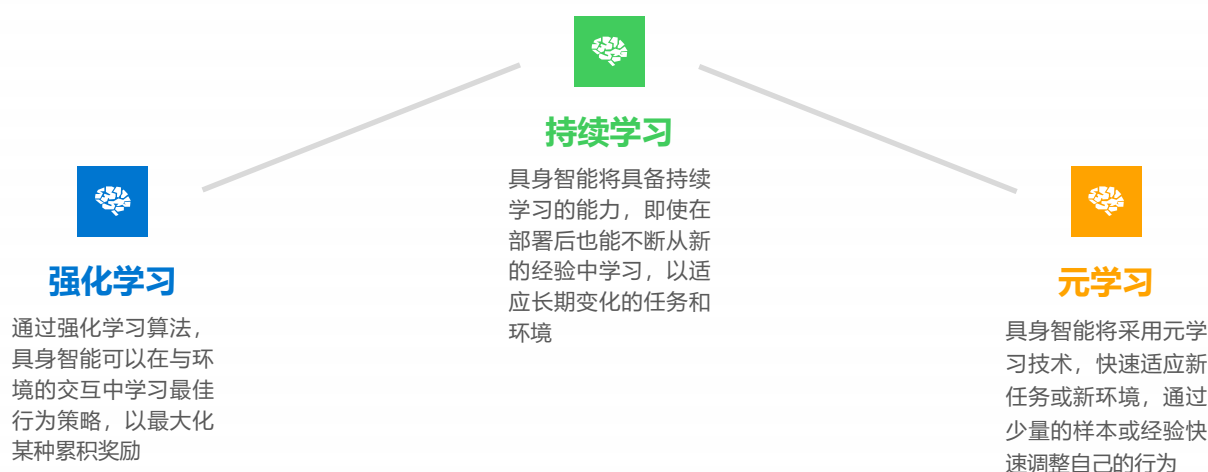 持续学习
具身智能将具备持续
学习的能力，即使在
部署后也能不断从新
的经验中学习，以适
应长期变化的任务和
环境
强化学习
通过强化学习算法，
具身智能可以在与环
境的交互中学习最佳
行为策略，以最大化
某种累积奖励
元学习
具身智能将采用元学
习技术，快速适应新
任务或新环境，通过
少量的样本或经验快
速调整自己的行为